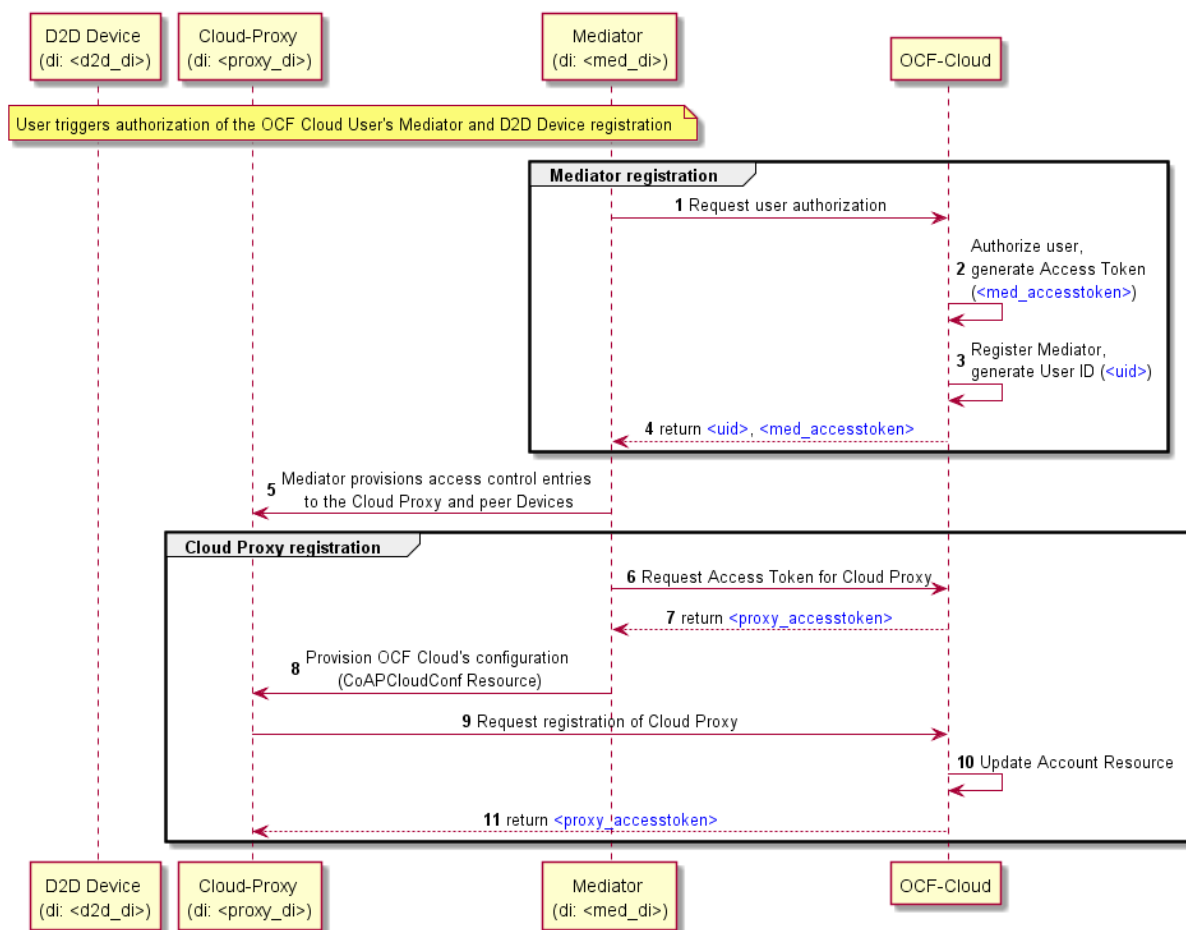 D2D Device
(di: <d2d_di>)
Cloud-Proxy
(di: <proxy_di>)
Mediator
(di: <med_di>)
OCF-Cloud
User triggers authorization of the OCF Cloud User's Mediator and D2D Device registration
Mediator registration
1 Request user authorization
Authorize user,
2 generate Access Token
(<med_accesstoken>)
3 Register Mediator,
generate User ID (<uid>)
4 return <uid>, <med_accesstoken>
5 Mediator provisions access control entries
to the Cloud Proxy and peer Devices
Cloud Proxy registration
6 Request Access Token for Cloud Proxy
7 return <proxy_accesstoken>
8 Provision OCF Cloud's configuration
(CoAPCloudConf Resource)
9 Request registration of Cloud Proxy
10 Update Account Resource
11 return <proxy_accesstoken>
D2D Device
(di: <d2d_di>)
Cloud-Proxy
(di: <proxy_di>)
Mediator
(di: <med_di>)
OCF-Cloud